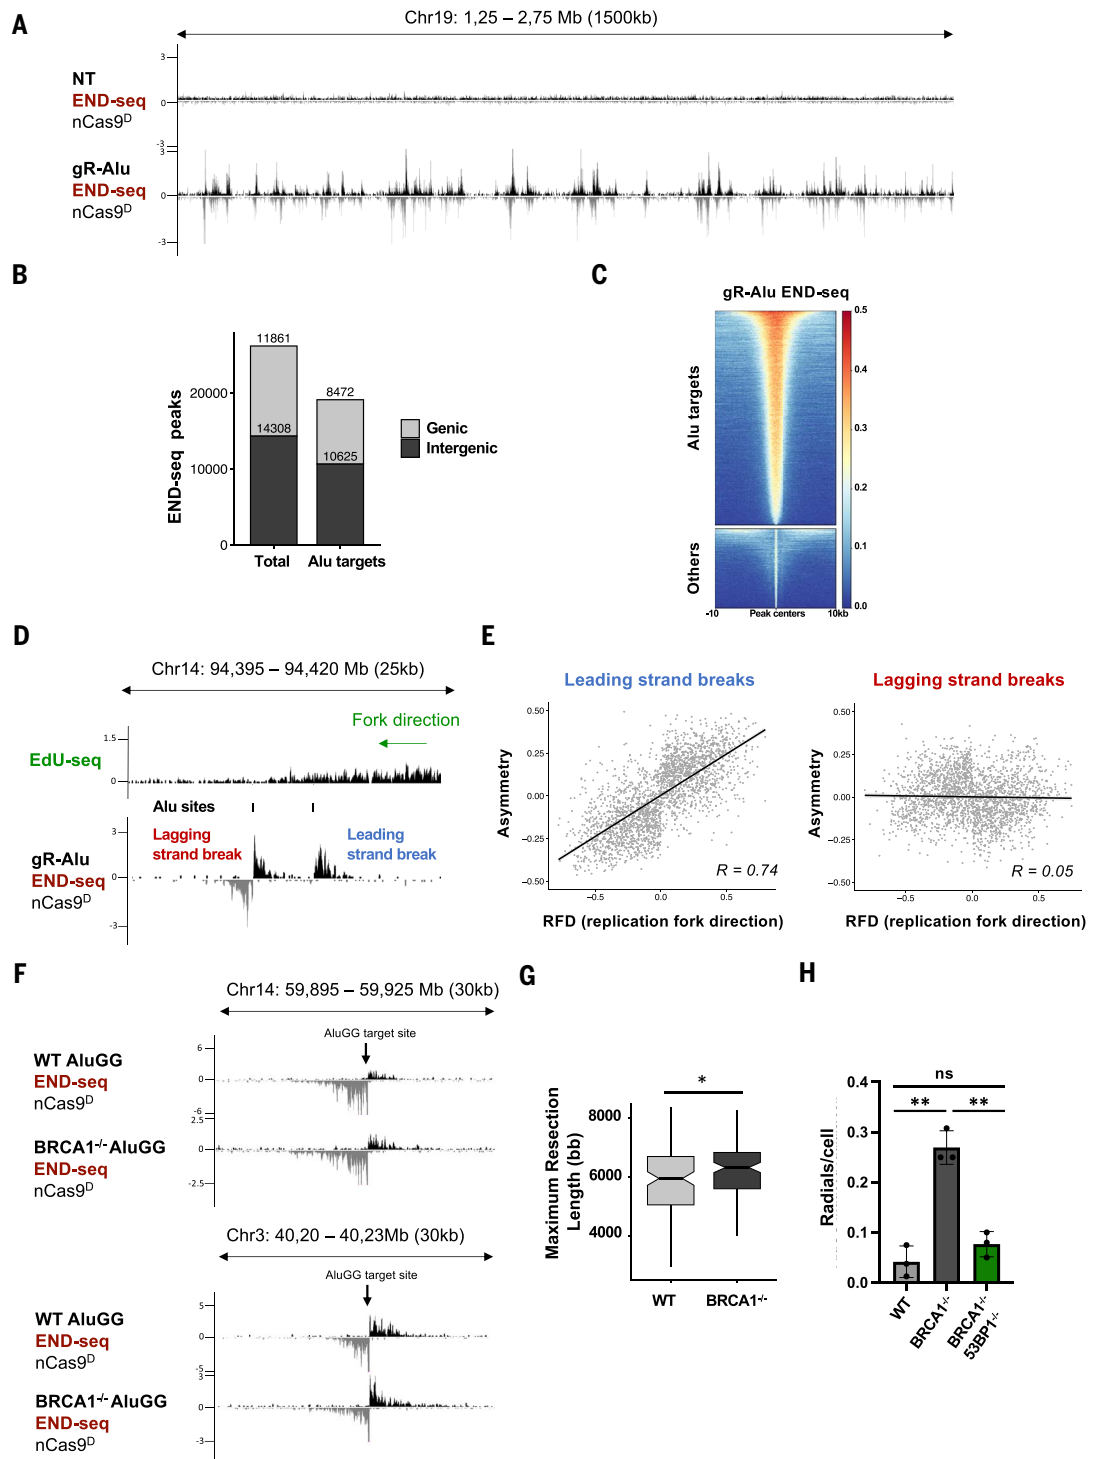 A
Chr19: 1,25 – 2,75 Mb (1500kb)
NT
END-seq
nCas9ᴰ
3
0
-3
gR-Alu
END-seq
nCas9ᴰ
3
0
-3
B
END-seq peaks
20000
10000
0
11861
14308
8472
10625
Total
Alu targets
Genic
Intergenic
C
gR-Alu END-seq
Alu targets
Others
-10
Peak centers
10kb
0.5
0.4
0.3
0.2
0.1
0.0
D
Chr14: 94,395 – 94,420 Mb (25kb)
Fork direction
EdU-seq
1.5
0
Alu sites
Lagging
strand break
Leading
strand break
gR-Alu
END-seq
nCas9ᴰ
3
0
-3
E
Leading strand breaks
Asymmetry
0.50
0.25
0.00
−0.25
−0.50
R = 0.74
−0.5
0.0
0.5
RFD (replication fork direction)
Lagging strand breaks
Asymmetry
0.50
0.25
0.00
−0.25
−0.50
R = 0.05
−0.5
0.0
0.5
RFD (replication fork direction)
F
Chr14: 59,895 – 59,925 Mb (30kb)
AluGG target site
WT AluGG
END-seq
nCas9ᴰ
6
0
-6
BRCA1⁻/⁻ AluGG
END-seq
nCas9ᴰ
2.5
0
-2.5
Chr3: 40,20 – 40,23Mb (30kb)
AluGG target site
WT AluGG
END-seq
nCas9ᴰ
5
0
-5
BRCA1⁻/⁻ AluGG
END-seq
nCas9ᴰ
3
0
-3
G
Maximum Resection
Length (bb)
8000
6000
4000
*
WT
BRCA1⁻/⁻
H
Radials/cell
0.4
0.3
0.2
0.1
0.0
ns
**
**
WT
BRCA1⁻/⁻
BRCA1⁻/⁻
53BP1⁻/⁻